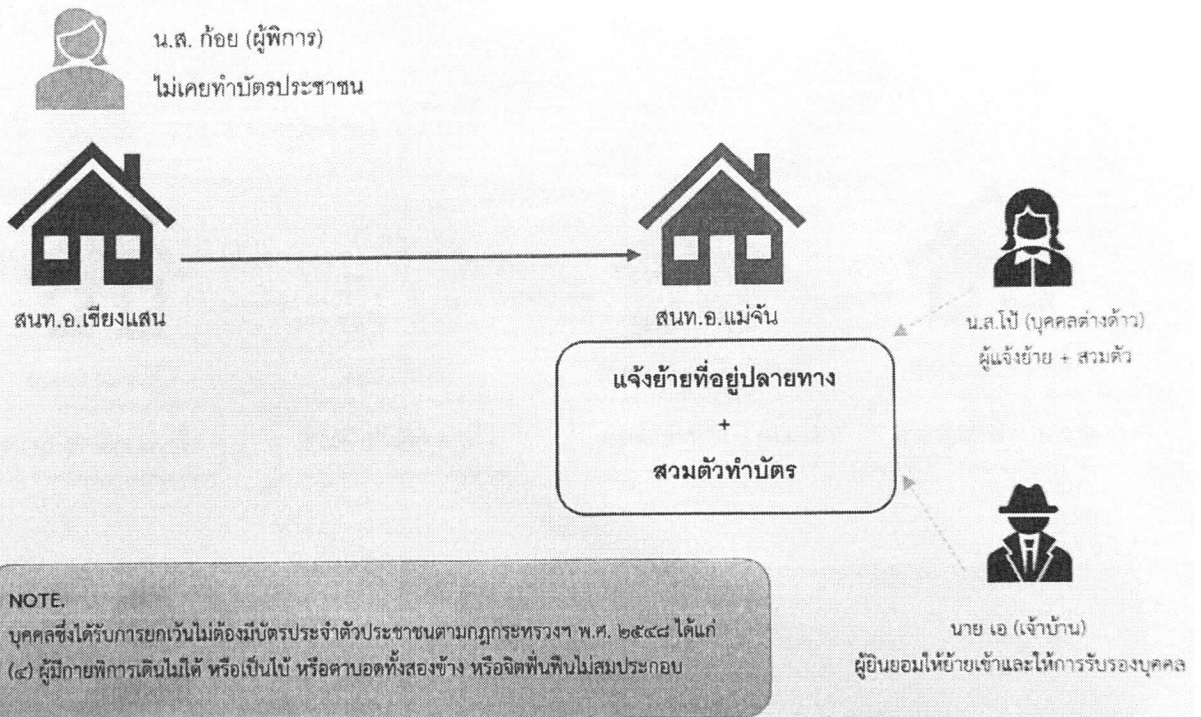 น.ส. ก้อย (ผู้พิการ)
ไม่เคยทำบัตรประชาชน
สนท.อ.เชียงแสน
สนท.อ.แม่จัน
แจ้งย้ายที่อยู่ปลายทาง
+
สวมตัวทำบัตร
น.ส.โป้ (บุคคลต่างด้าว)
ผู้แจ้งย้าย + สวมตัว
นาย เอ (เจ้าบ้าน)
ผู้ยินยอมให้ย้ายเข้าและให้การรับรองบุคคล
NOTE.
บุคคลซึ่งได้รับการยกเว้นไม่ต้องมีบัตรประจำตัวประชาชนตามกฎกระทรวงฯ พ.ศ. ๒๕๔๘ ได้แก่
(๔) ผู้มีกายพิการเดินไม่ได้ หรือเป็นใบ้ หรือตาบอดทั้งสองข้าง หรือจิตฟั่นฟืนไม่สมประกอบ